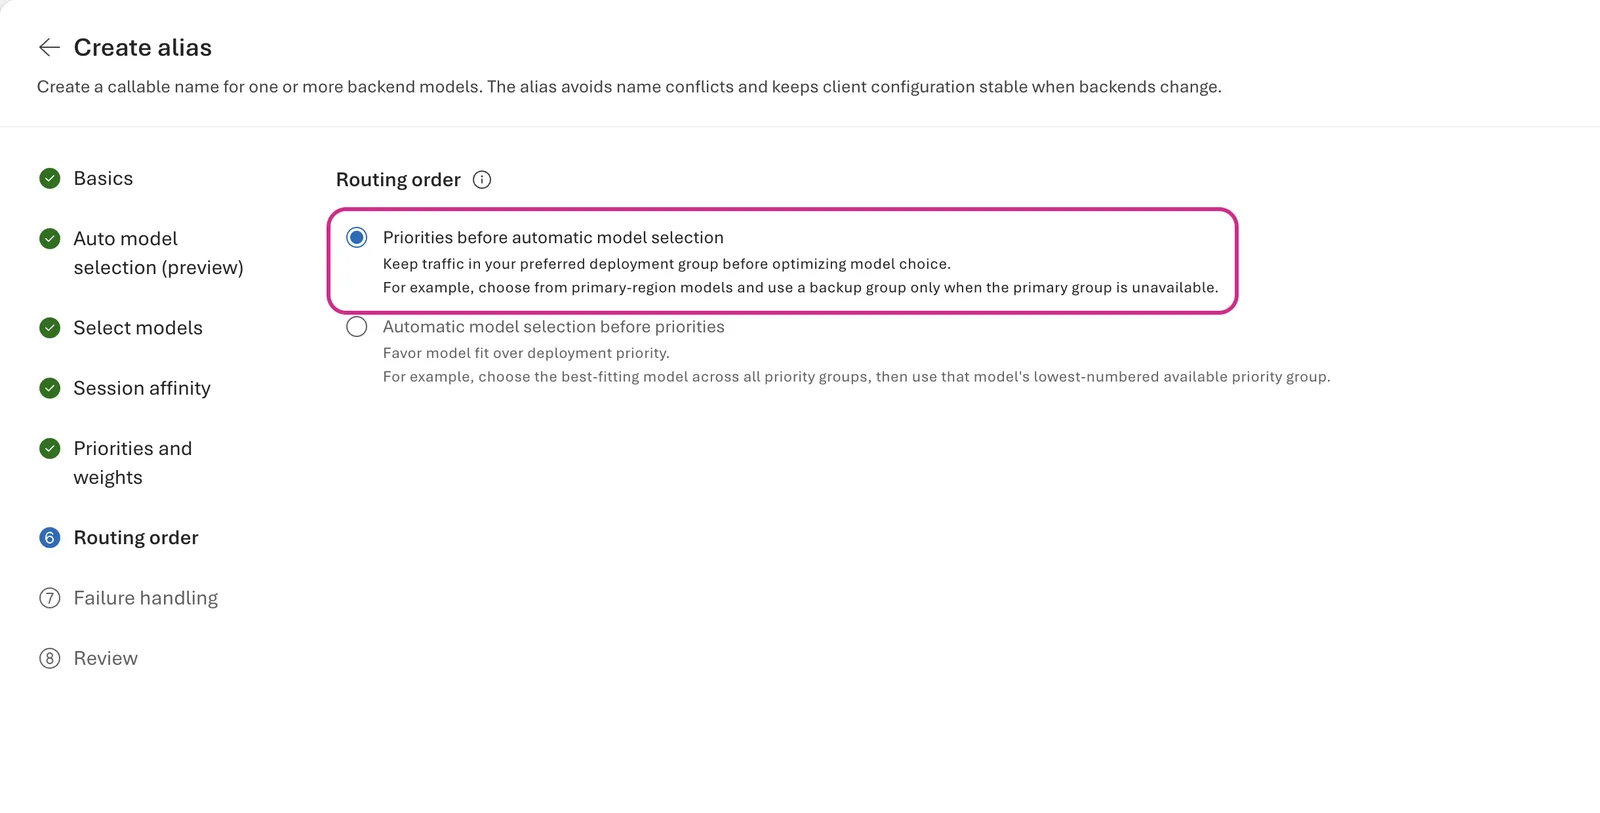 Create alias
Create a callable name for one or more backend models. The alias avoids name conflicts and keeps client configuration stable when backends change.
Basics
Auto model
selection (preview)
Select models
Session affinity
Priorities and
weights
6 Routing order
7 Failure handling
8 Review
Routing order
Priorities before automatic model selection
Keep traffic in your preferred deployment group before optimizing model choice.
For example, choose from primary-region models and use a backup group only when the primary group is unavailable.
Automatic model selection before priorities
Favor model fit over deployment priority.
For example, choose the best-fitting model across all priority groups, then use that model's lowest-numbered available priority group.